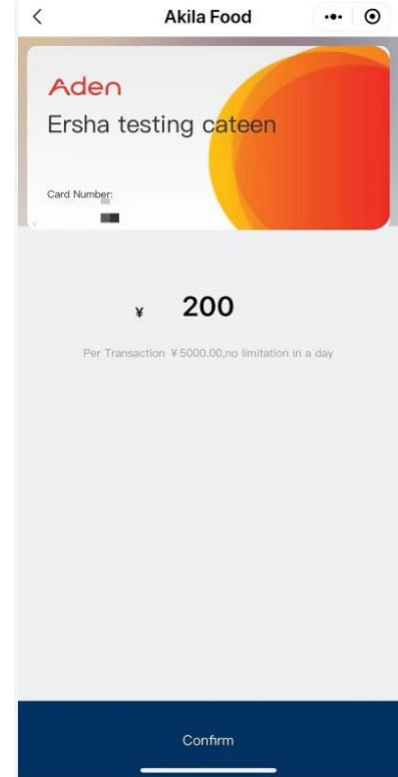 Akila Food
Aden
Ersha testing cateen
Card Number:
¥ 200
Per Transaction ¥5000.00,no limitation in a day
Confirm